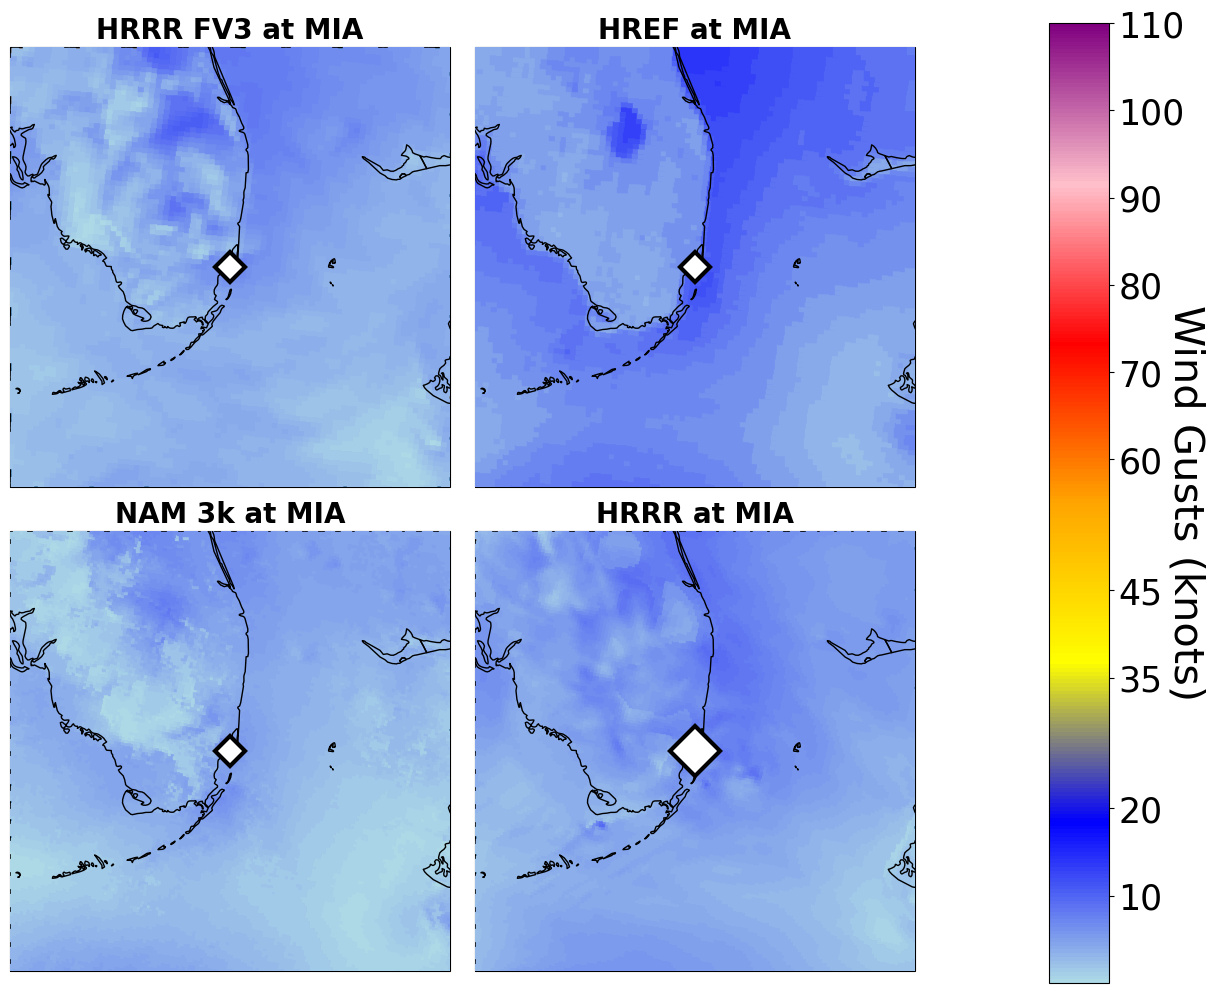 HRRR FV3 at MIA
HREF at MIA
NAM 3k at MIA
HRRR at MIA
110
100
90
80
70
60
45
35
20
10
Wind Gusts (knots)